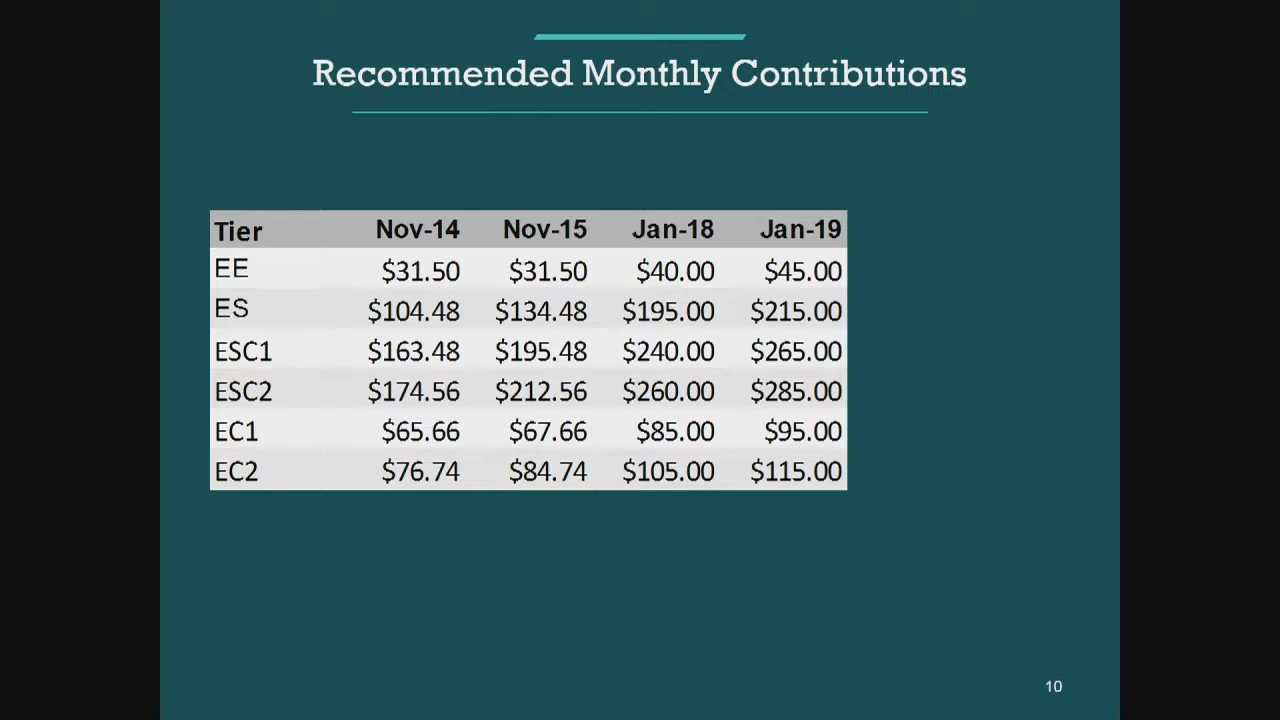 Recommended Monthly Contributions
Tier Nov-14 Nov-15 Jan-18 Jan-19
EE $31.50 $31.50 $40.00 $45.00
ES $104.48 $134.48 $195.00 $215.00
ESC1 $163.48 $195.48 $240.00 $265.00
ESC2 $174.56 $212.56 $260.00 $285.00
EC1 $65.66 $67.66 $85.00 $95.00
EC2 $76.74 $84.74 $105.00 $115.00
10